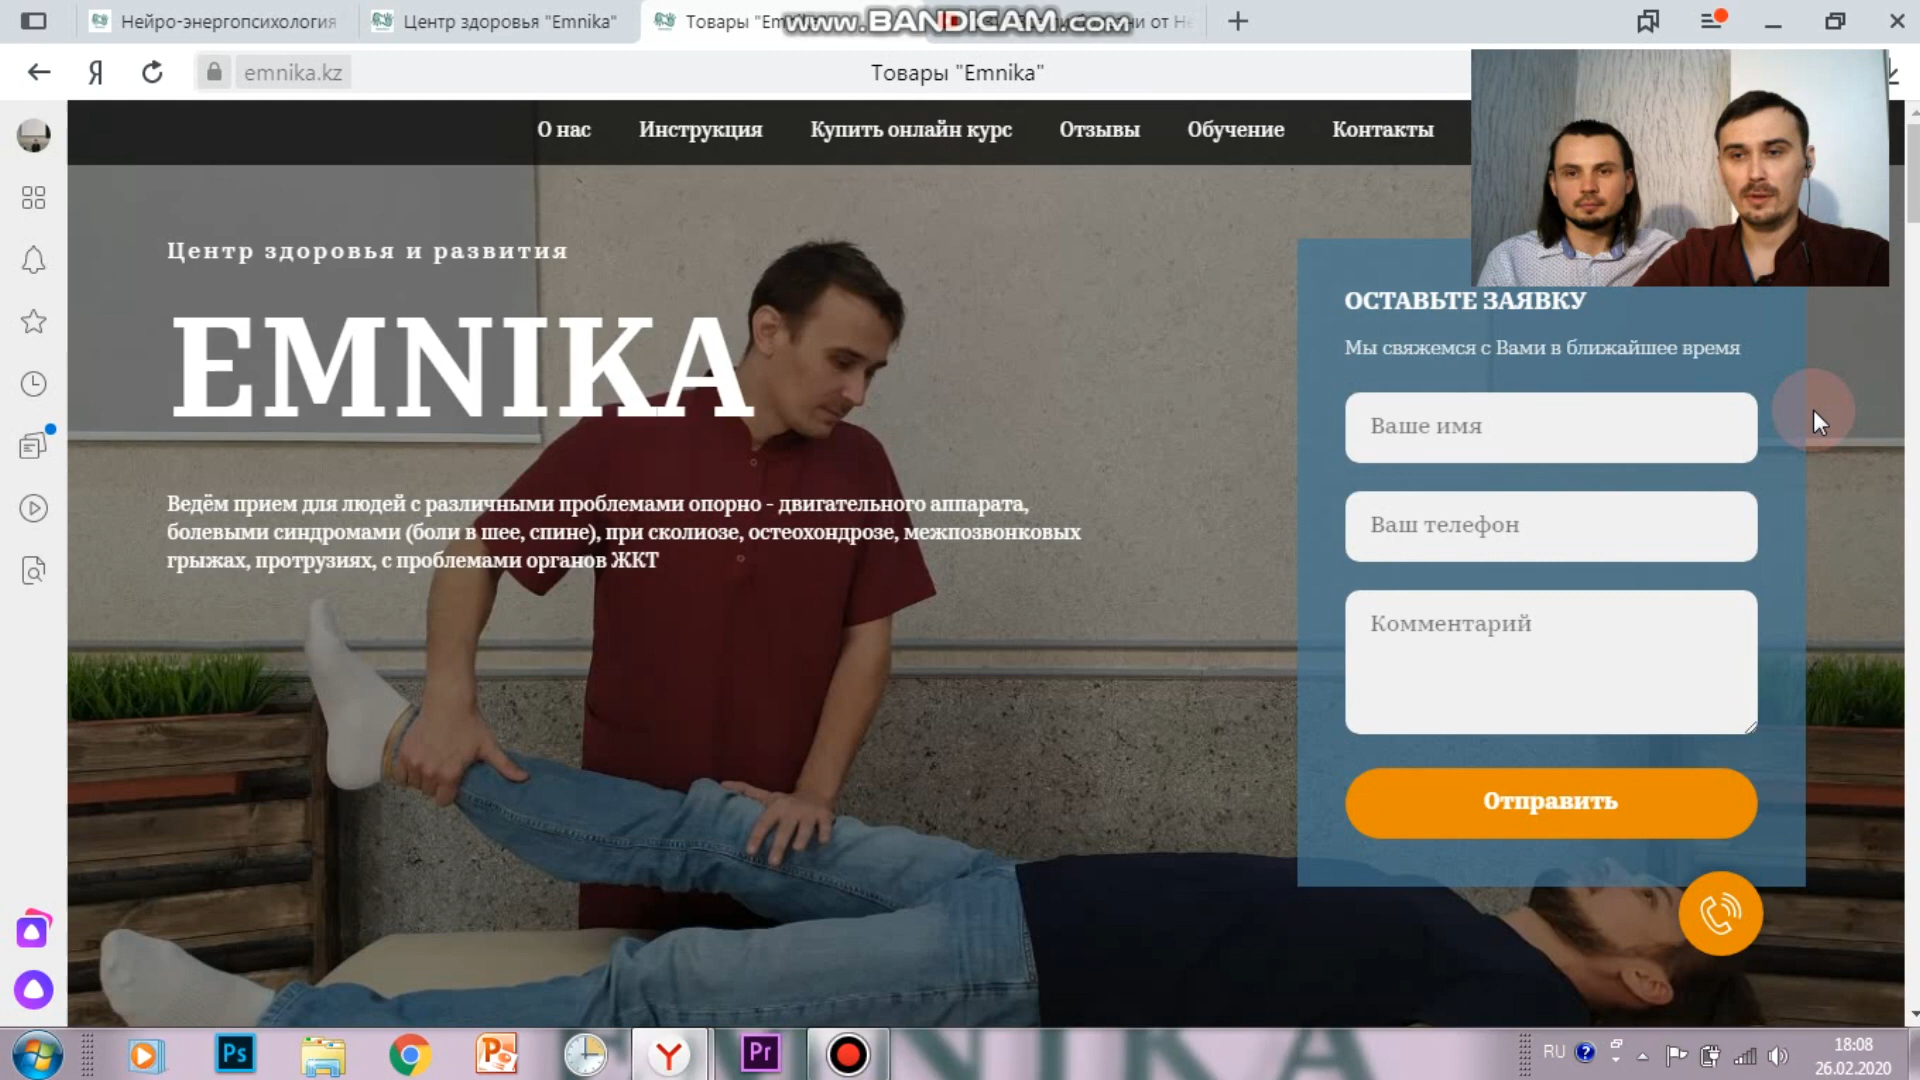 Нейро-энергопсихология
Центр здоровья "Emnika"
Товары "Em
www.BANDICAM.com
emnika.kz
Товары "Emnika"
О нас
Инструкция
Купить онлайн курс
Отзывы
Обучение
Контакты
Центр здоровья и развития
EMNIKA
Ведём прием для людей с различными проблемами опорно - двигательного аппарата,
болевыми синдромами (боли в шее, спине), при сколиозе, остеохондрозе, межпозвонковых
грыжах, протрузиях, с проблемами органов ЖКТ
ОСТАВЬТЕ ЗАЯВКУ
Мы свяжемся с Вами в ближайшее время
Ваше имя
Ваш телефон
Комментарий
Отправить
Ps
Pr
RU
18:08
26.02.2020